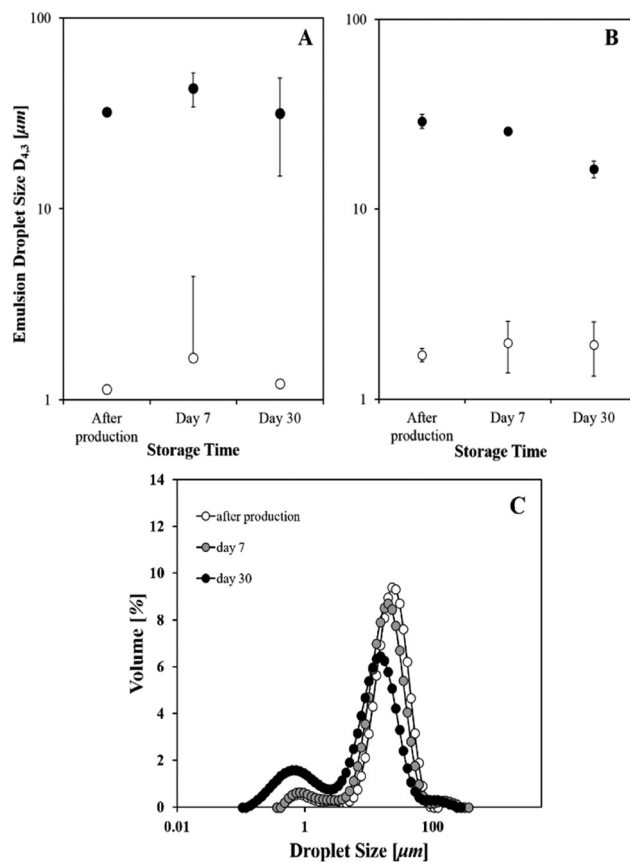 100
A
10
1
Emulsion Droplet Size D4,3 [µm]
After production
Day 7
Day 30
Storage Time
100
B
10
1
After production
Day 7
Day 30
Storage Time
14
12
10
8
6
4
2
0
C
after production
day 7
day 30
Volume [%]
0.01
1
100
Droplet Size [µm]